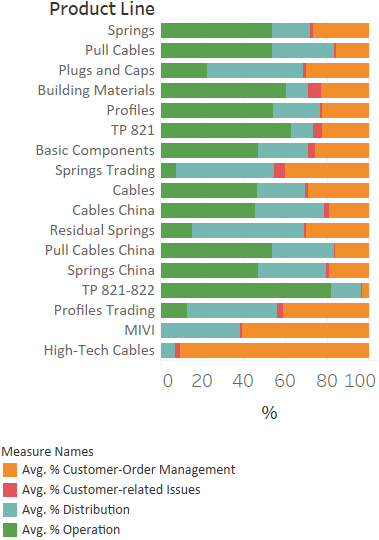 Product Line
Springs
Pull Cables
Plugs and Caps
Building Materials
Profiles
TP 821
Basic Components
Springs Trading
Cables
Cables China
Residual Springs
Pull Cables China
Springs China
TP 821-822
Profiles Trading
MIVI
High-Tech Cables
0 20 40 60 80 100
%
Measure Names
Avg. % Customer-Order Management
Avg. % Customer-related Issues
Avg. % Distribution
Avg. % Operation